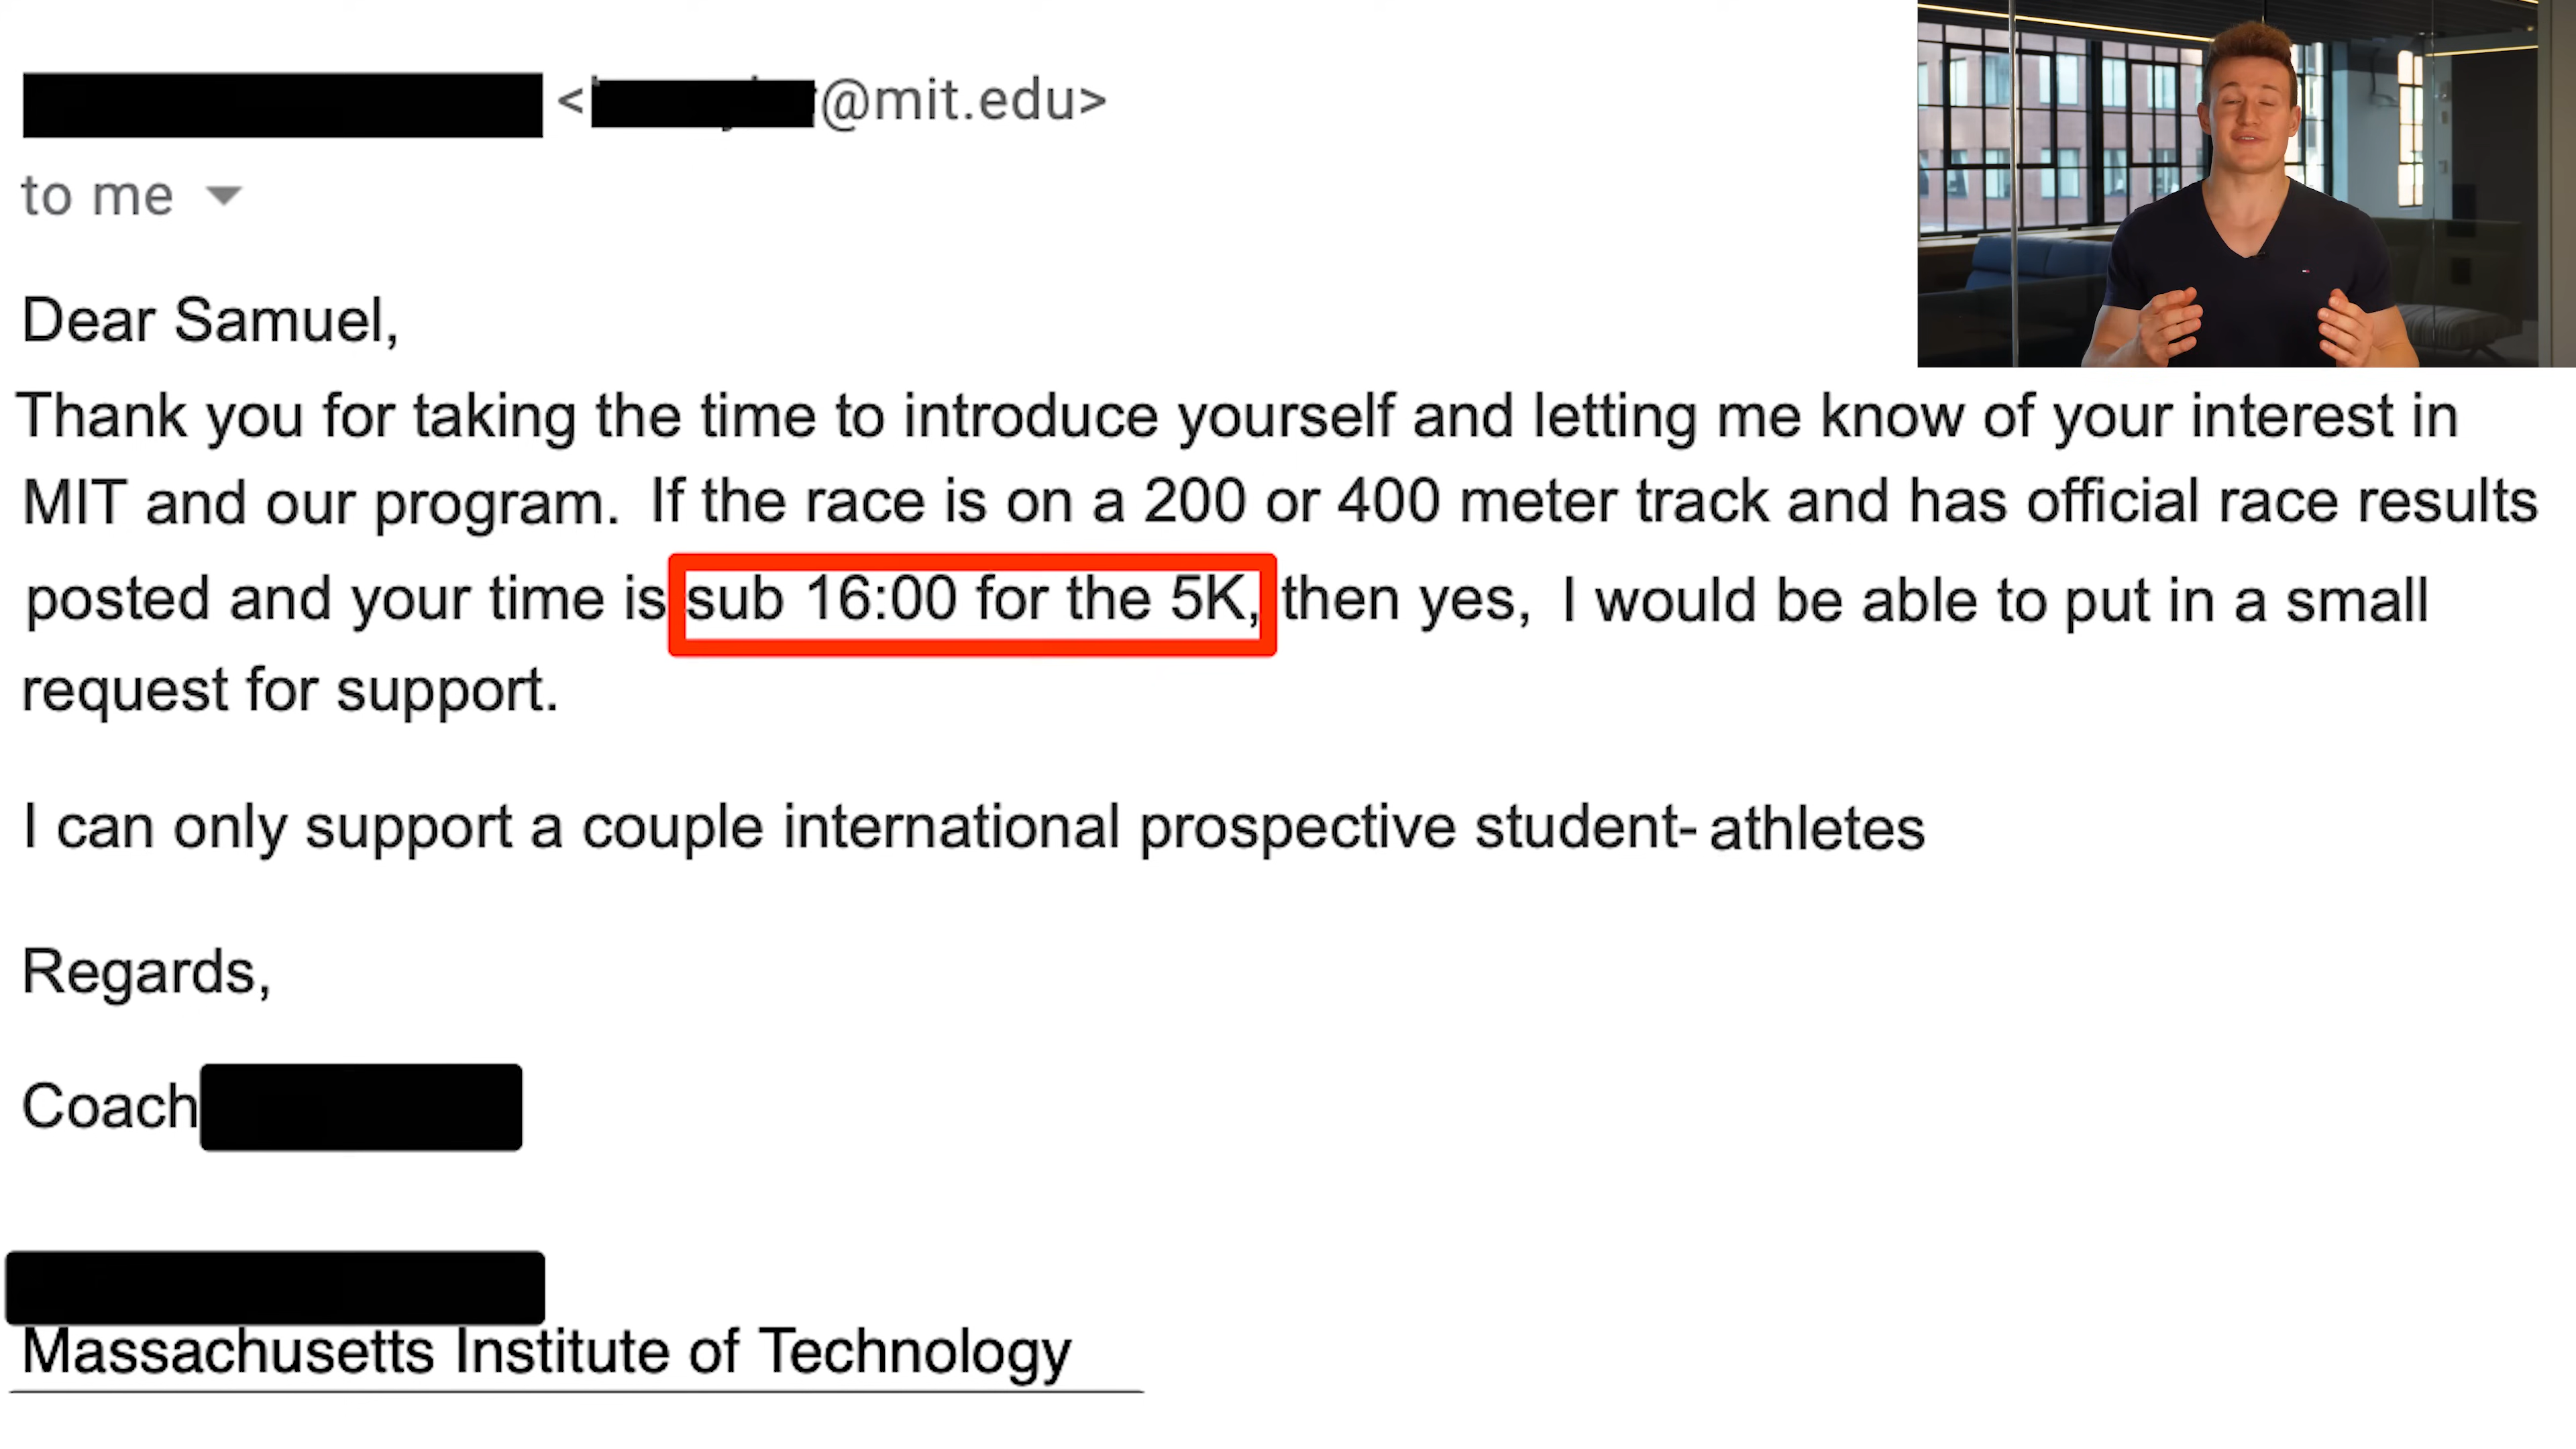 @mit.edu>
to me
Dear Samuel,
Thank you for taking the time to introduce yourself and letting me know of your interest in
MIT and our program. If the race is on a 200 or 400 meter track and has official race results
posted and your time is sub 16:00 for the 5K, then yes, I would be able to put in a small
request for support.
I can only support a couple international prospective student- athletes
Regards,
Coach
Massachusetts Institute of Technology